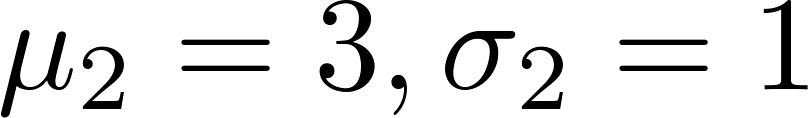 μ₂ = 3, σ₂ = 1